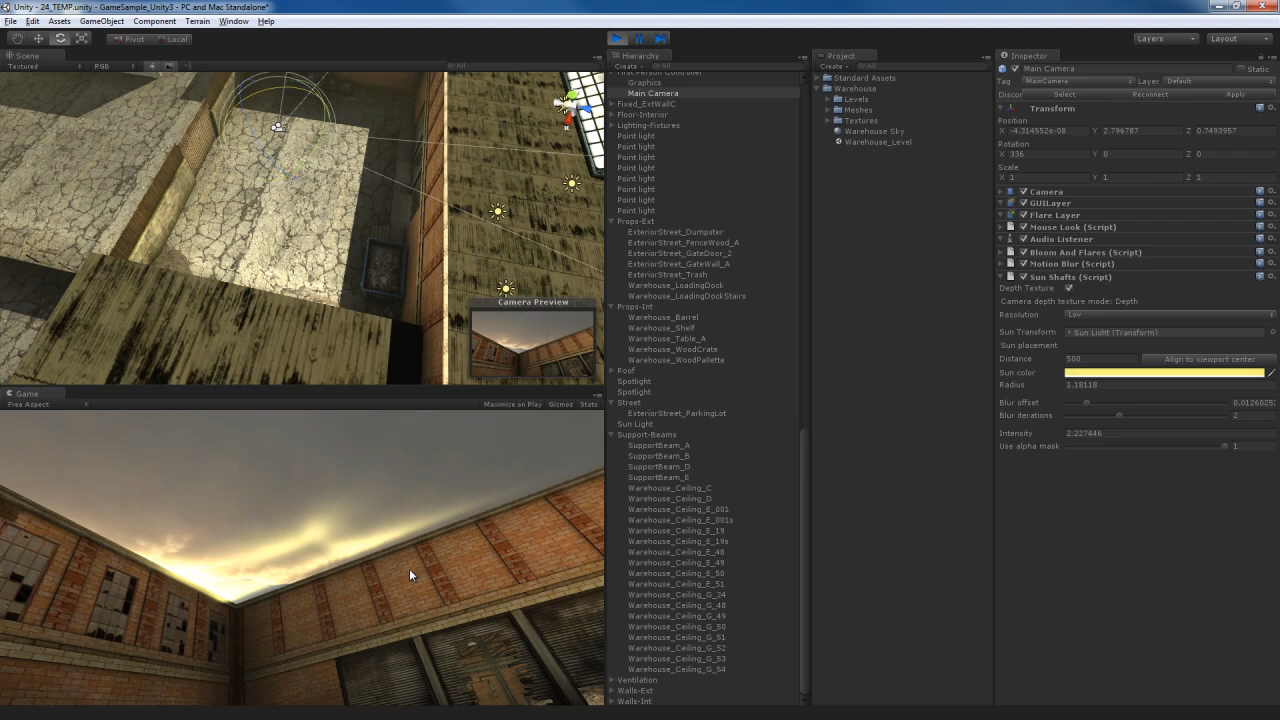 Unity - 24_TEMP.unity - GameSample_Unity3 - PC and Mac Standalone*
File Edit Assets GameObject Component Terrain Window Help
Pivot Local
Layers Layout
Scene
Textured RGB All
Camera Preview
Game
Free Aspect Maximize on Play Gizmos Stats
Hierarchy
Create All
First Person Controller
Graphics
Main Camera
Fixed_ExtWallC
Floor-Interior
Lighting-Fixtures
Point light
Point light
Point light
Point light
Point light
Point light
Point light
Point light
Props-Ext
ExteriorStreet_Dumpster
ExteriorStreet_FenceWood_A
ExteriorStreet_GateDoor_2
ExteriorStreet_GateWall_A
ExteriorStreet_Trash
Warehouse_LoadingDock
Warehouse_LoadingDockStairs
Props-Int
Warehouse_Barrel
Warehouse_Shelf
Warehouse_Table_A
Warehouse_WoodCrate
Warehouse_WoodPallette
Roof
Spotlight
Spotlight
Street
ExteriorStreet_ParkingLot
Sun Light
Support-Beams
SupportBeam_A
SupportBeam_B
SupportBeam_D
SupportBeam_E
Warehouse_Ceiling_C
Warehouse_Ceiling_D
Warehouse_Ceiling_E_001
Warehouse_Ceiling_E_001s
Warehouse_Ceiling_E_19
Warehouse_Ceiling_E_19s
Warehouse_Ceiling_E_48
Warehouse_Ceiling_E_49
Warehouse_Ceiling_E_50
Warehouse_Ceiling_E_51
Warehouse_Ceiling_G_24
Warehouse_Ceiling_G_48
Warehouse_Ceiling_G_49
Warehouse_Ceiling_G_50
Warehouse_Ceiling_G_51
Warehouse_Ceiling_G_52
Warehouse_Ceiling_G_53
Warehouse_Ceiling_G_54
Ventilation
Walls-Ext
Walls-Int
Project
Create All
Standard Assets
Warehouse
Levels
Meshes
Textures
Warehouse Sky
Warehouse_Level
Inspector
Main Camera Static
Tag MainCamera Layer Default
Discon Select Reconnect Apply
Transform
Position
X -4.314552e-08 Y 2.796787 Z 0.7493957
Rotation
X 336 Y 0 Z 0
Scale
X 1 Y 1 Z 1
Camera
GUILayer
Flare Layer
Mouse Look (Script)
Audio Listener
Bloom And Flares (Script)
Motion Blur (Script)
Sun Shafts (Script)
Depth Texture
Camera depth texture mode: Depth
Resolution Low
Sun Transform Sun Light (Transform)
Sun placement
Distance 500 Align to viewport center
Sun color
Radius 1.18118
Blur offset 0.0126025
Blur iterations 2
Intensity 2.227446
Use alpha mask 1